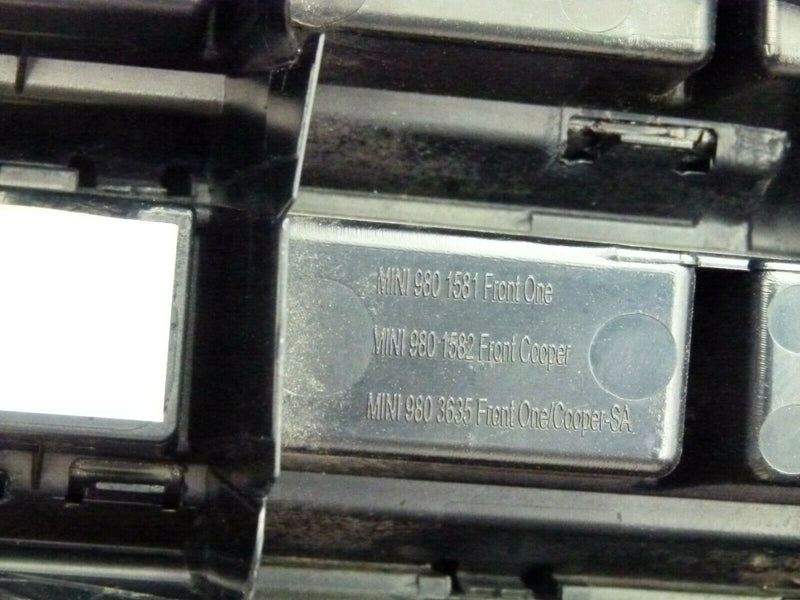 MINI 980 1581 Front One
MINI 980 1582 Front Cooper
MINI 980 3635 Front One/Cooper-SA